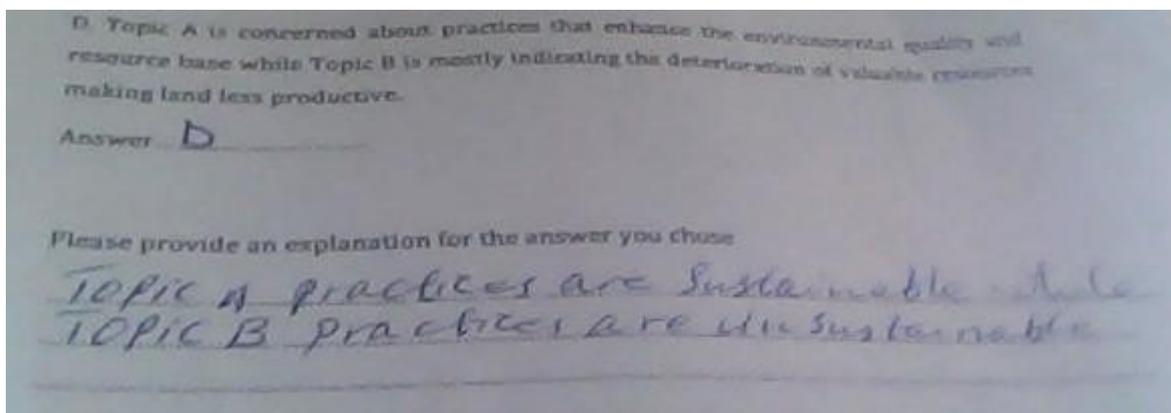 D. Topic A is concerned about practices that enhance the environmental quality and
resource base while Topic B is mostly indicating the deterioration of valuable resources
making land less productive.
Answer D
Please provide an explanation for the answer you chose
Topic A practices are Sustainable
Topic B Practices are unsustainable